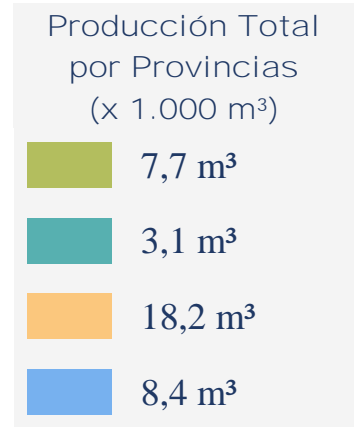 Producción Total
por Provincias
(x 1.000 m³)
7,7 m³
3,1 m³
18,2 m³
8,4 m³